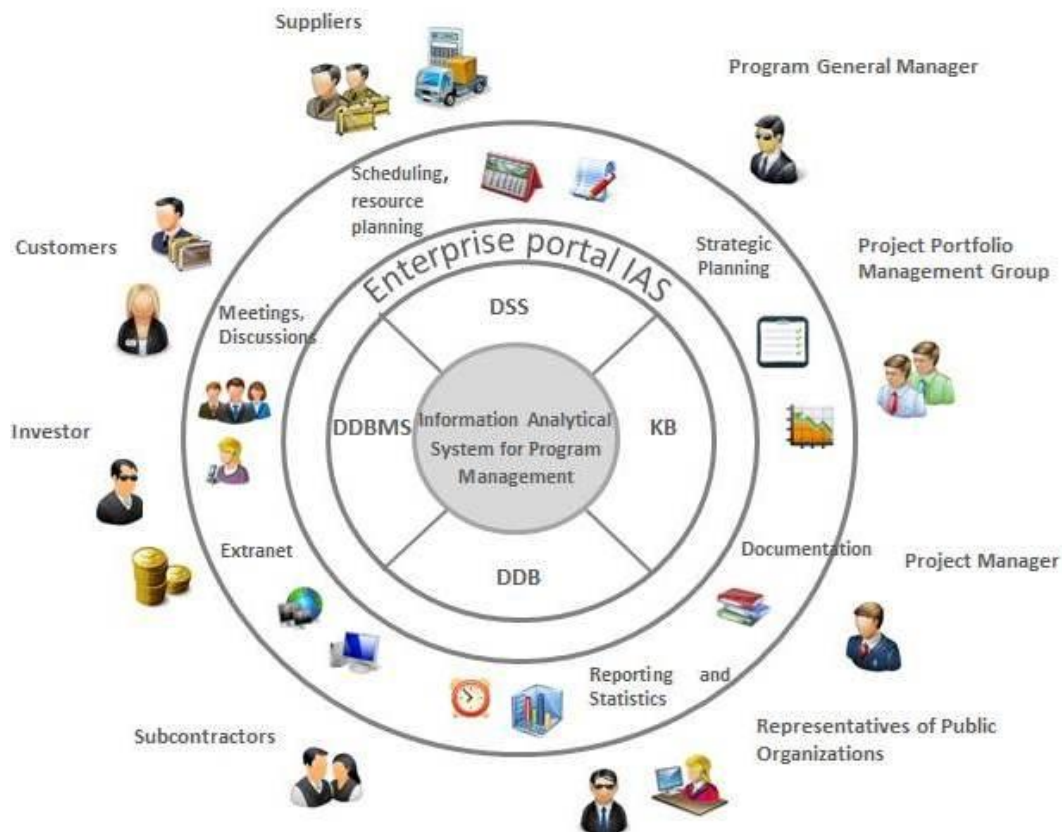 Suppliers
Program General Manager
Scheduling,
resource
planning
Enterprise portal IAS
Strategic
Planning
Project Portfolio
Management Group
Customers
Meetings,
Discussions
DSS
Investor
DDBMS
Information Analytical
System for Program
Management
KB
Extranet
DDB
Documentation
Project Manager
Reporting and
Statistics
Subcontractors
Representatives of Public
Organizations